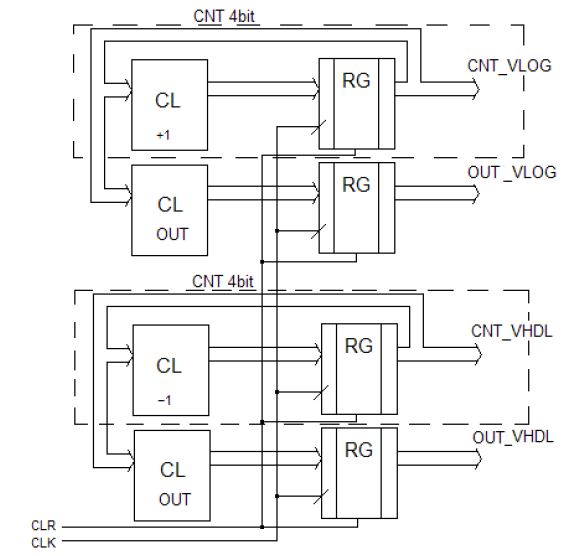 CNT 4bit
CL
+1
RG
CNT_VLOG
CL
OUT
RG
OUT_VLOG
CNT 4bit
CL
−1
RG
CNT_VHDL
CL
OUT
RG
OUT_VHDL
CLR
CLK